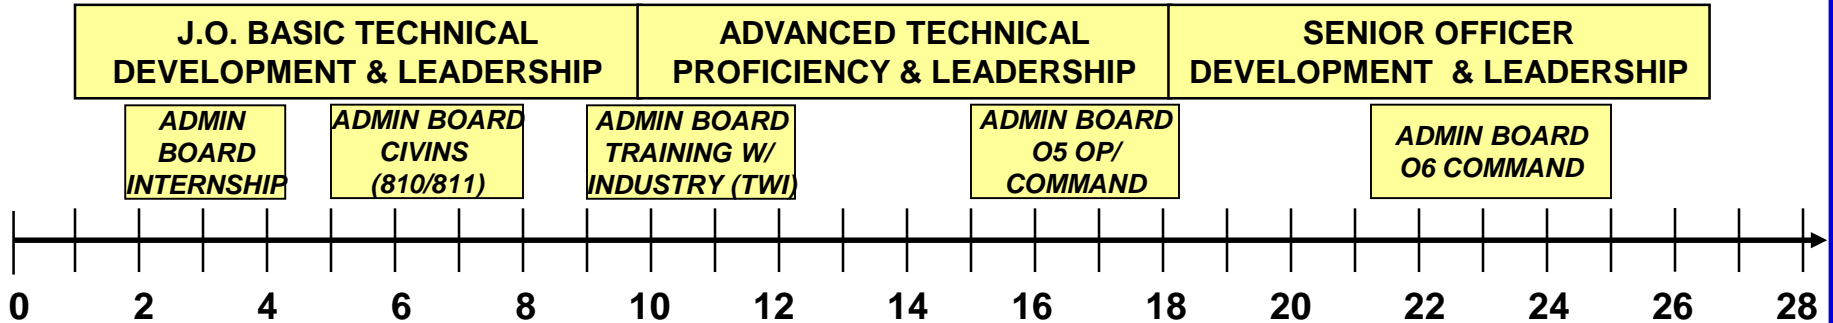 J.O. BASIC TECHNICAL
DEVELOPMENT & LEADERSHIP
ADVANCED TECHNICAL
PROFICIENCY & LEADERSHIP
SENIOR OFFICER
DEVELOPMENT & LEADERSHIP
ADMIN
BOARD
INTERNSHIP
ADMIN BOARD
CIVINS
(810/811)
ADMIN BOARD
TRAINING W/
INDUSTRY (TWI)
ADMIN BOARD
O5 OP/
COMMAND
ADMIN BOARD
O6 COMMAND
0 2 4 6 8 10 12 14 16 18 20 22 24 26 28